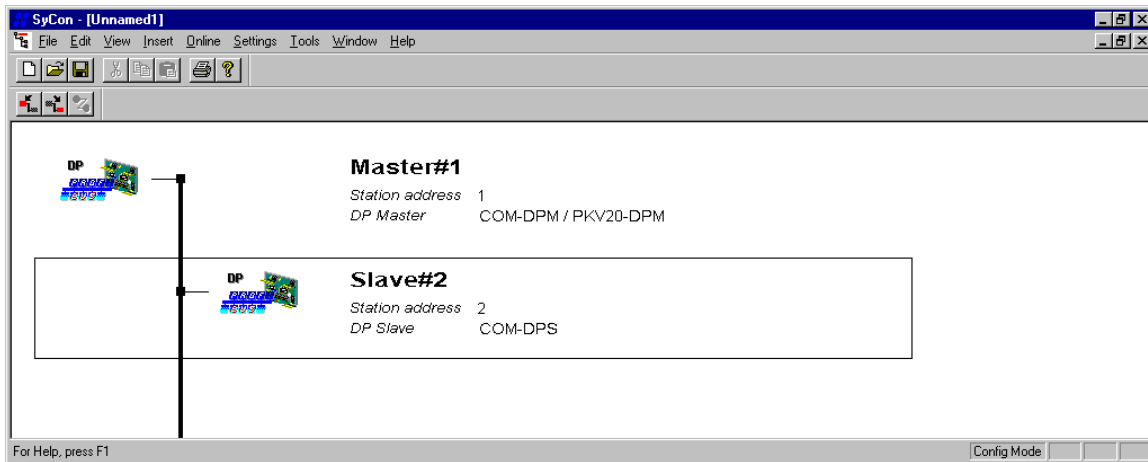 SyCon - [Unnamed1]
File Edit View Insert Online Settings Tools Window Help
DP
Master#1
Station address 1
DP Master COM-DPM / PKV20-DPM
DP
Slave#2
Station address 2
DP Slave COM-DPS
For Help, press F1
Config Mode